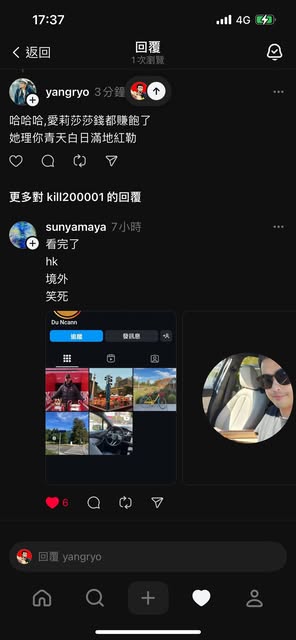 17:37
4G
57
返回
回覆
1次瀏覽
yangryo 3分鐘
哈哈哈,愛莉莎莎錢都賺飽了
她理你青天白日滿地紅勒
更多對 kill200001 的回覆
sunyamaya 7小時
看完了
hk
境外
笑死
Du Ncann
追蹤
發訊息
6
回覆 yangryo